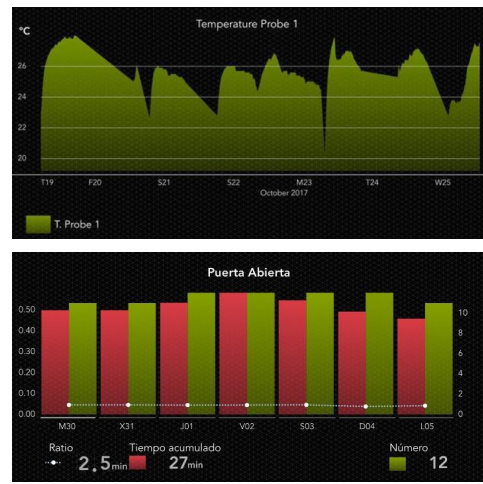 Temperature Probe 1
°C
26
24
22
20
T19 F20 S21 S22 M23 T24 W25
October 2017
T. Probe 1
Puerta Abierta
0.50
0.40
0.30
0.20
0.10
0.00
10
8
6
4
2
0
M30 X31 J01 V02 S03 D04 L05
Ratio Tiempo acumulado Número
2.5min 27min 12